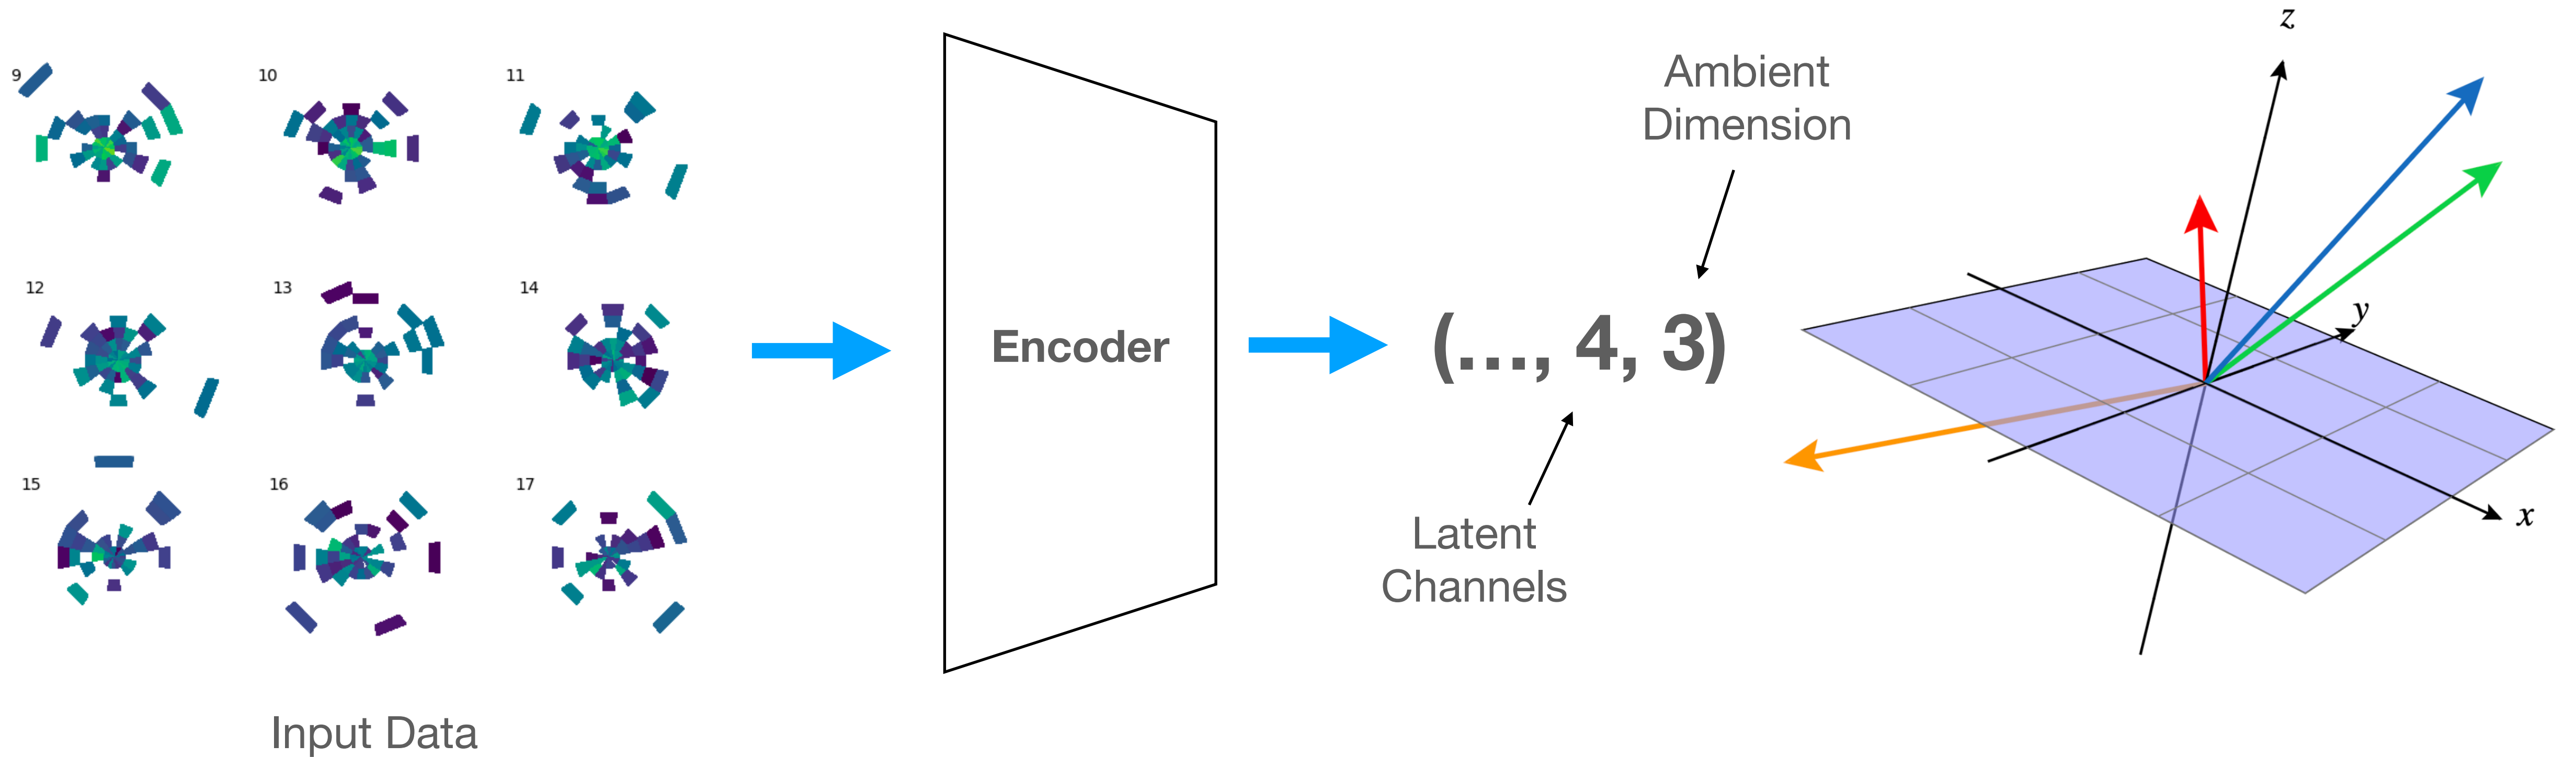 9
10
11
12
13
14
15
16
17
Input Data
Encoder
Ambient
Dimension
(..., 4, 3)
Latent
Channels
z
y
x